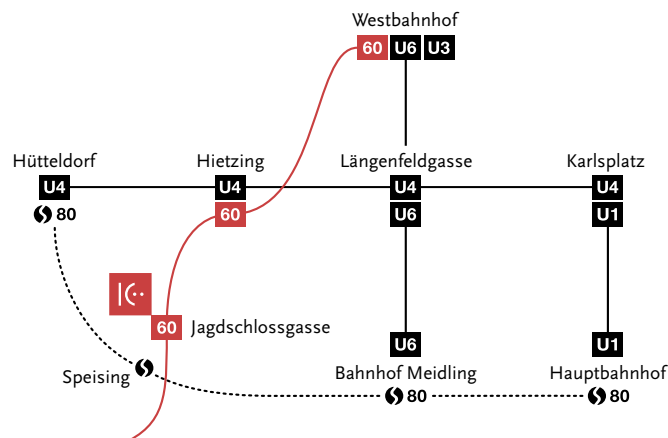 Westbahnhof
60 U6 U3
Hütteldorf
U4
80
Hietzing
U4
60
Längenfeldgasse
U4
U6
Karlsplatz
U4
U1
60 Jagdschlossgasse
Speising
U6
Bahnhof Meidling
80
U1
Hauptbahnhof
80